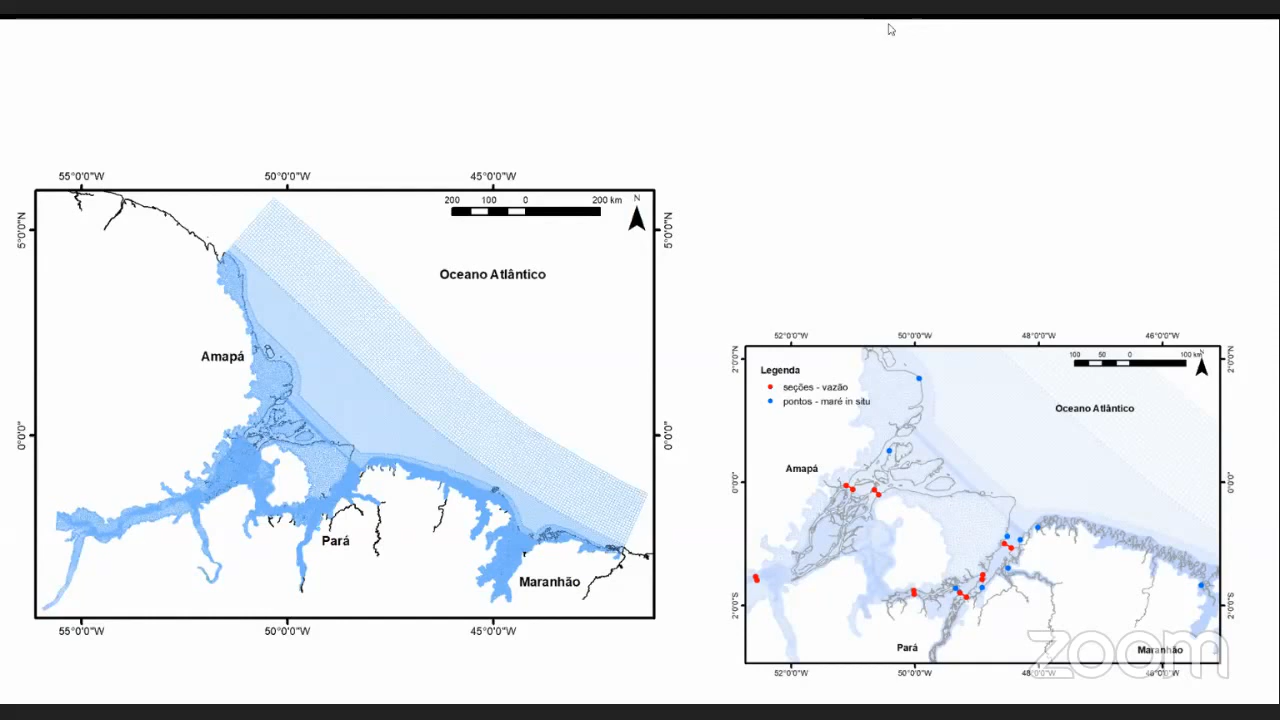 55°0'0"W 50°0'0"W 45°0'0"W
200 100 0 200 km
N
5°0'0"N
5°0'0"N
Oceano Atlântico
Amapá
0°0'0"
0°0'0"
Pará
Maranhão
55°0'0"W 50°0'0"W 45°0'0"W
52°0'0"W 50°0'0"W 48°0'0"W 46°0'0"W
100 50 0 100 km
N
2°0'0"N
2°0'0"N
Legenda
seções - vazão
pontos - maré in situ
Oceano Atlântico
Amapá
0°0'0"
0°0'0"
2°0'0"S
2°0'0"S
Pará
Maranhão
zoom
52°0'0"W 50°0'0"W 48°0'0"W 46°0'0"W